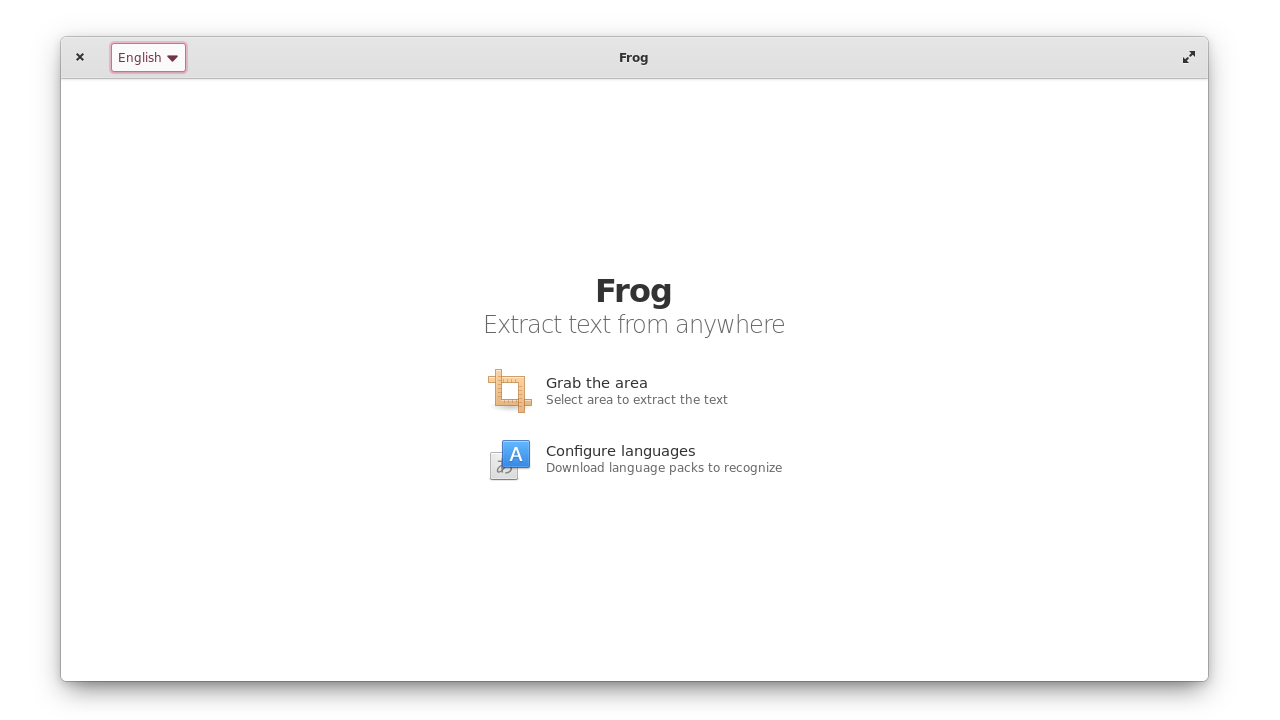 English
Frog
Frog
Extract text from anywhere
Grab the area
Select area to extract the text
あ A
Configure languages
Download language packs to recognize